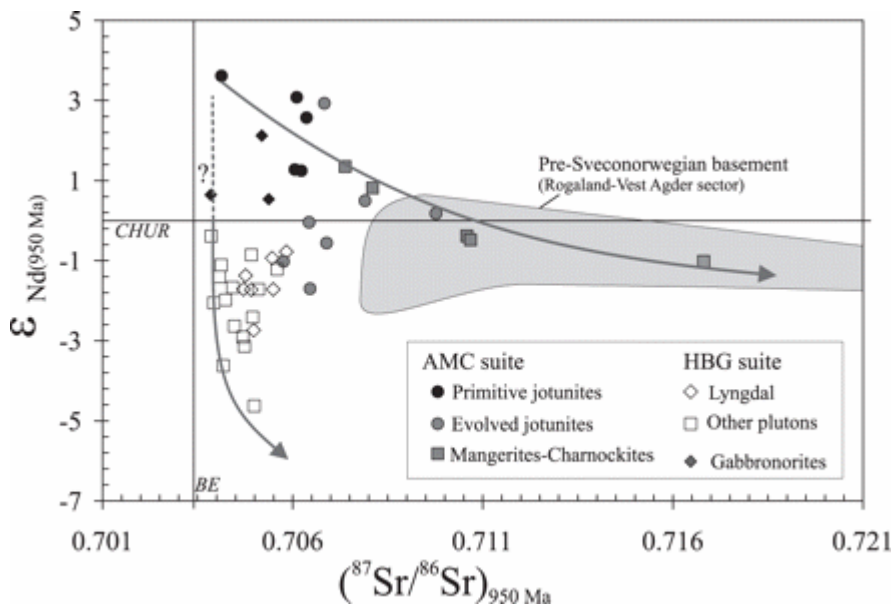 5
3
1
-1
-3
-5
-7
ε Nd(950 Ma)
?
CHUR
BE
Pre-Sveconorwegian basement
(Rogaland-Vest Agder sector)
AMC suite HBG suite
Primitive jotunites Lyngdal
Evolved jotunites Other plutons
Mangerites-Charnockites Gabbronorites
0.701 0.706 0.711 0.716 0.721
(⁸⁷Sr/⁸⁶Sr)950 Ma